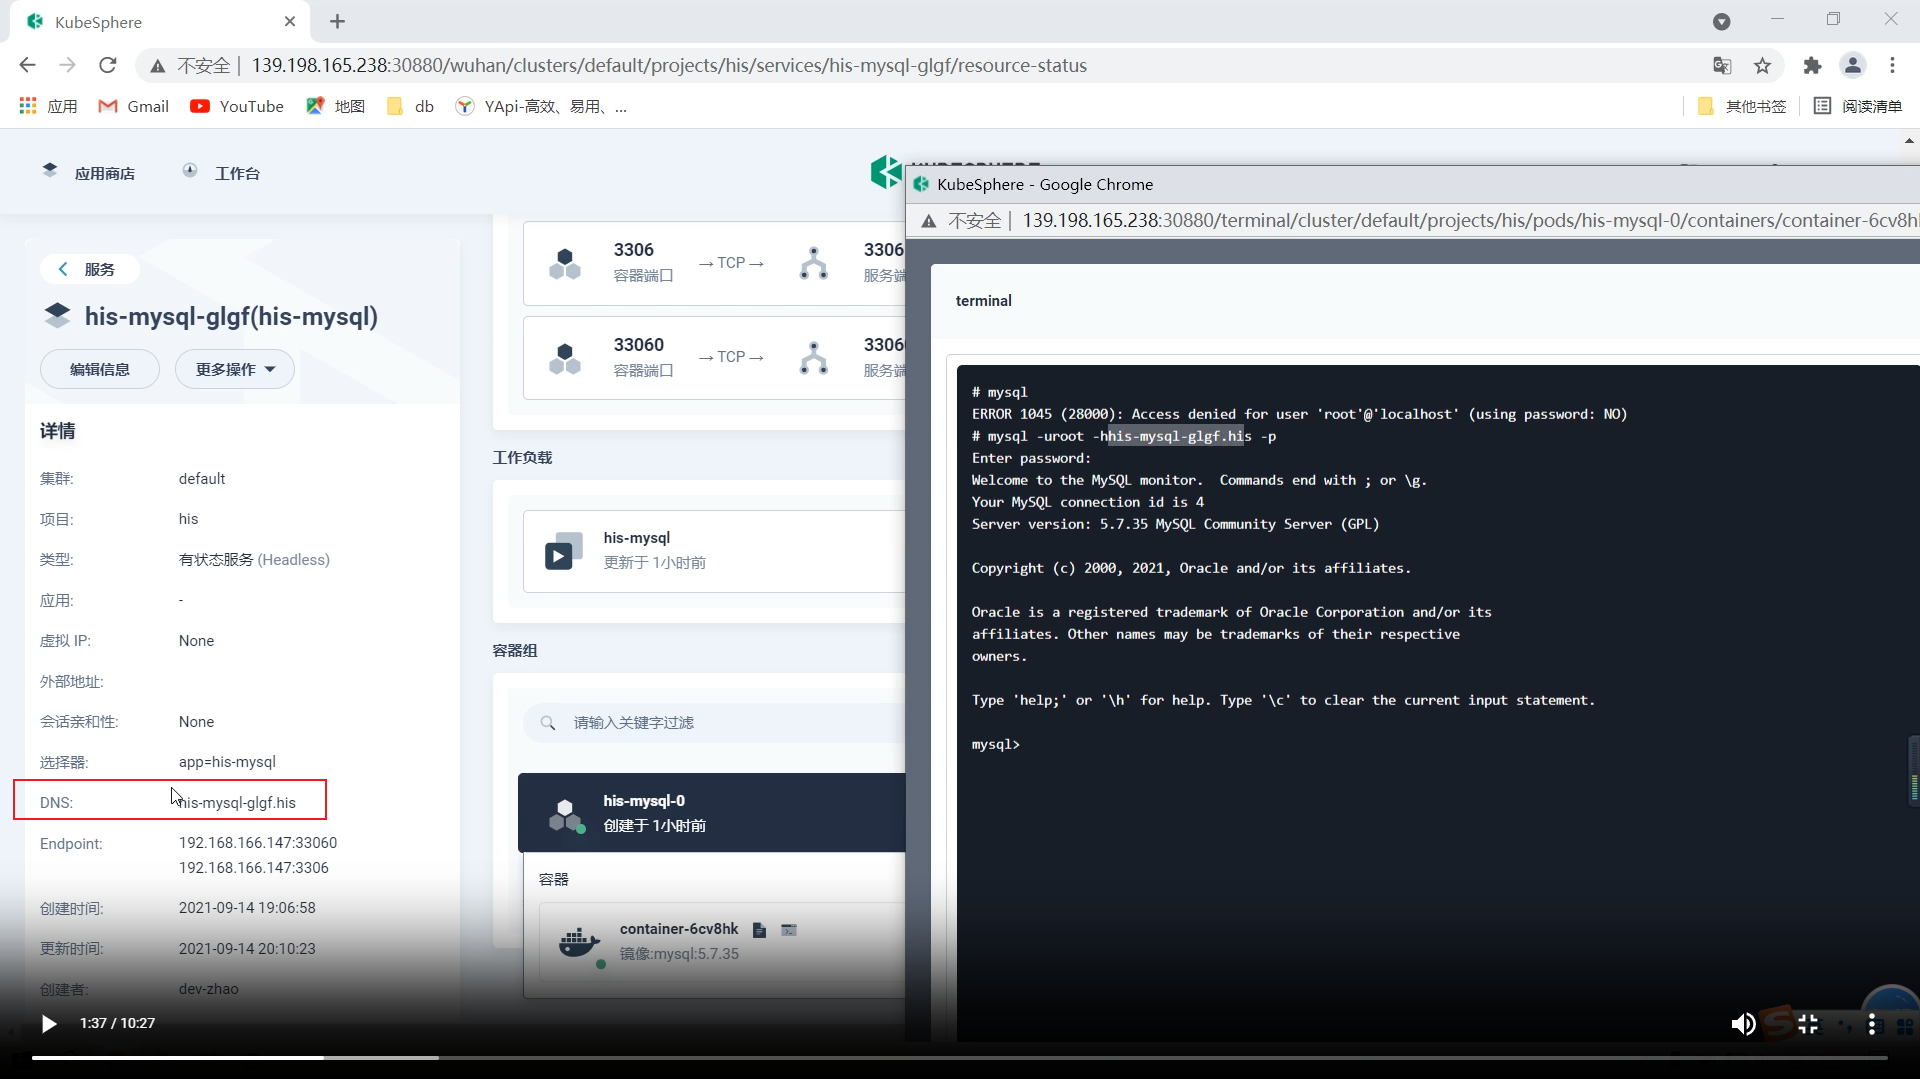 KubeSphere
不安全
139.198.165.238:30880/wuhan/clusters/default/projects/his/services/his-mysql-glgf/resource-status
应用
Gmail
YouTube
地图
db
YApi-高效、易用、...
其他书签
阅读清单
应用商店
工作台
服务
his-mysql-glgf(his-mysql)
编辑信息
更多操作
详情
集群: default
项目: his
类型: 有状态服务 (Headless)
应用: -
虚拟 IP: None
外部地址:
会话亲和性: None
选择器: app=his-mysql
DNS: his-mysql-glgf.his
Endpoint: 192.168.166.147:33060
192.168.166.147:3306
创建时间: 2021-09-14 19:06:58
更新时间: 2021-09-14 20:10:23
创建者: dev-zhao
3306 → TCP → 3306
容器端口 服务端
33060 → TCP → 3306
容器端口 服务端
工作负载
his-mysql
更新于 1小时前
容器组
请输入关键字过滤
his-mysql-0
创建于 1小时前
容器
container-6cv8hk
镜像:mysql:5.7.35
KubeSphere - Google Chrome
不安全
139.198.165.238:30880/terminal/cluster/default/projects/his/pods/his-mysql-0/containers/container-6cv8h
terminal
# mysql
ERROR 1045 (28000): Access denied for user 'root'@'localhost' (using password: NO)
# mysql -uroot -hhis-mysql-glgf.his -p
Enter password:
Welcome to the MySQL monitor.  Commands end with ; or \g.
Your MySQL connection id is 4
Server version: 5.7.35 MySQL Community Server (GPL)
Copyright (c) 2000, 2021, Oracle and/or its affiliates.
Oracle is a registered trademark of Oracle Corporation and/or its
affiliates. Other names may be trademarks of their respective
owners.
Type 'help;' or '\h' for help. Type '\c' to clear the current input statement.
mysql>
1:37 / 10:27